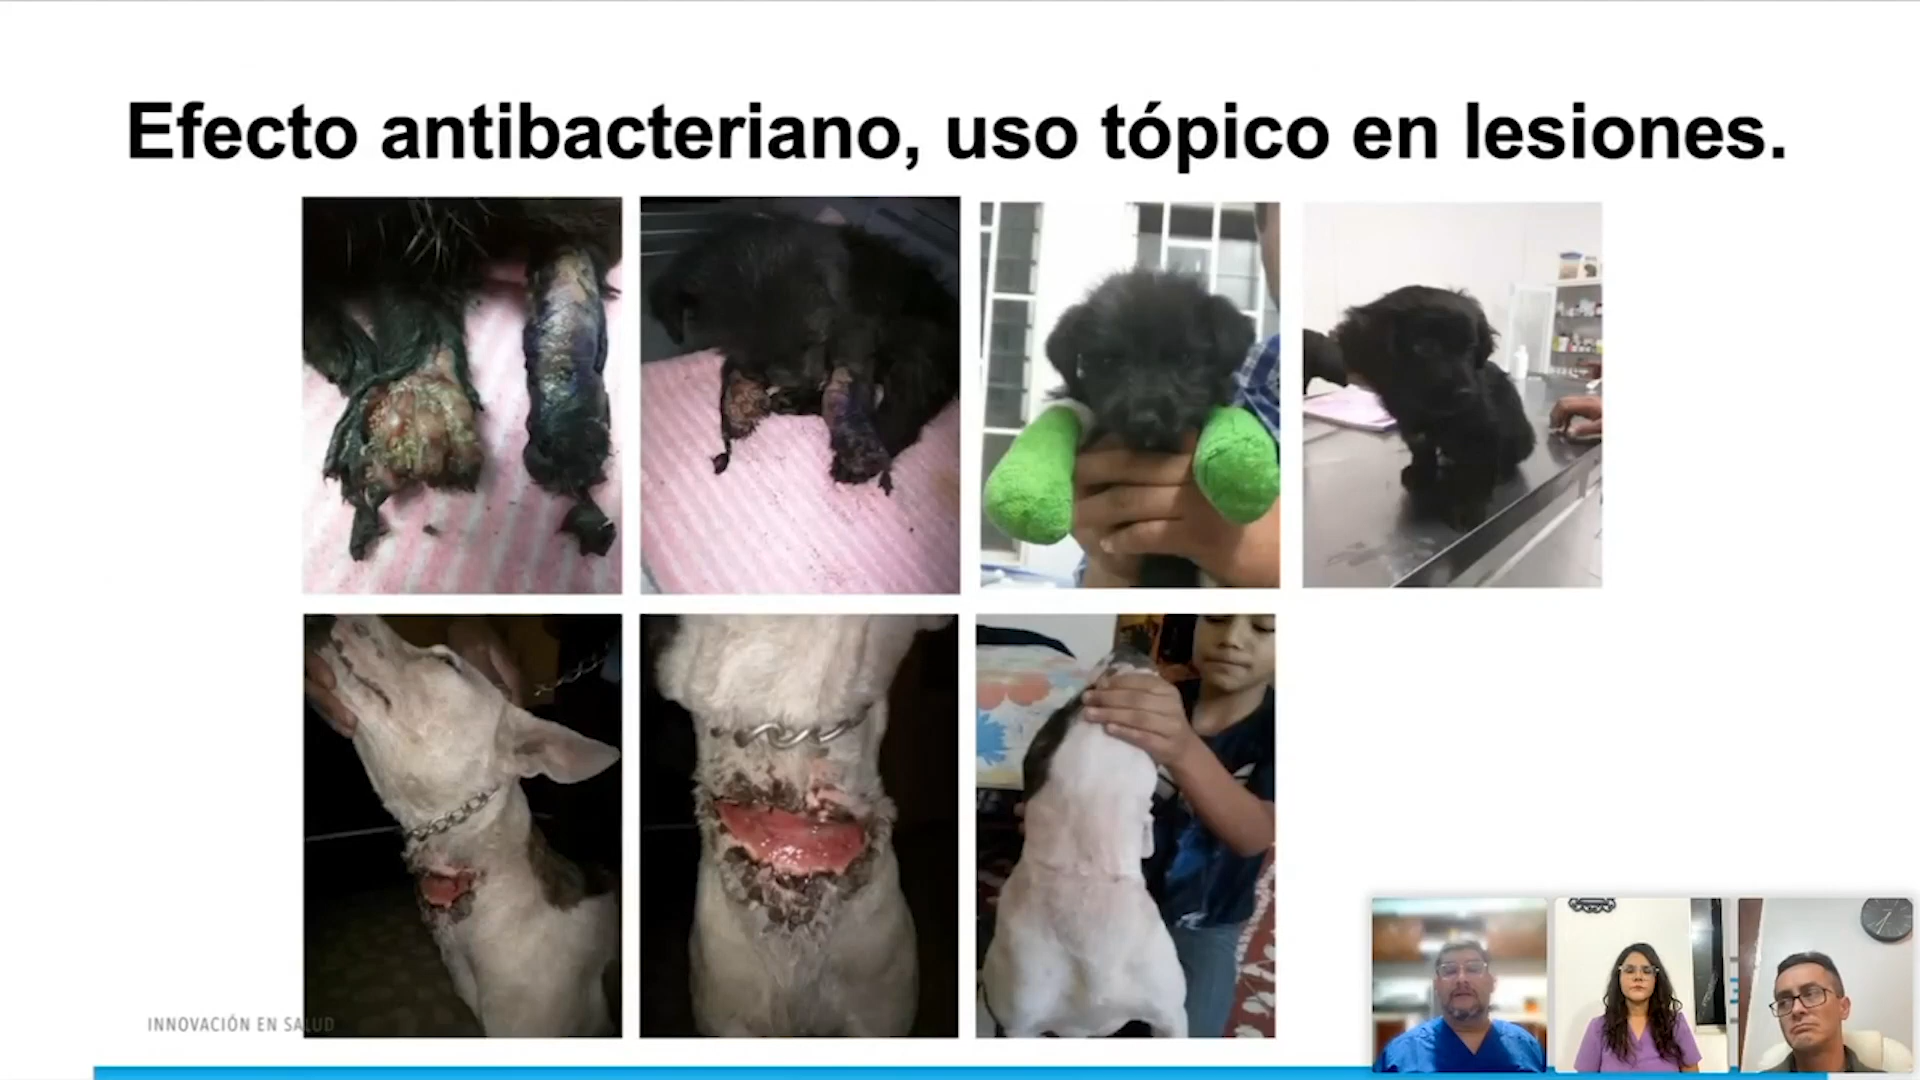 Efecto antibacteriano, uso tópico en lesiones.
INNOVACIÓN EN SALUD